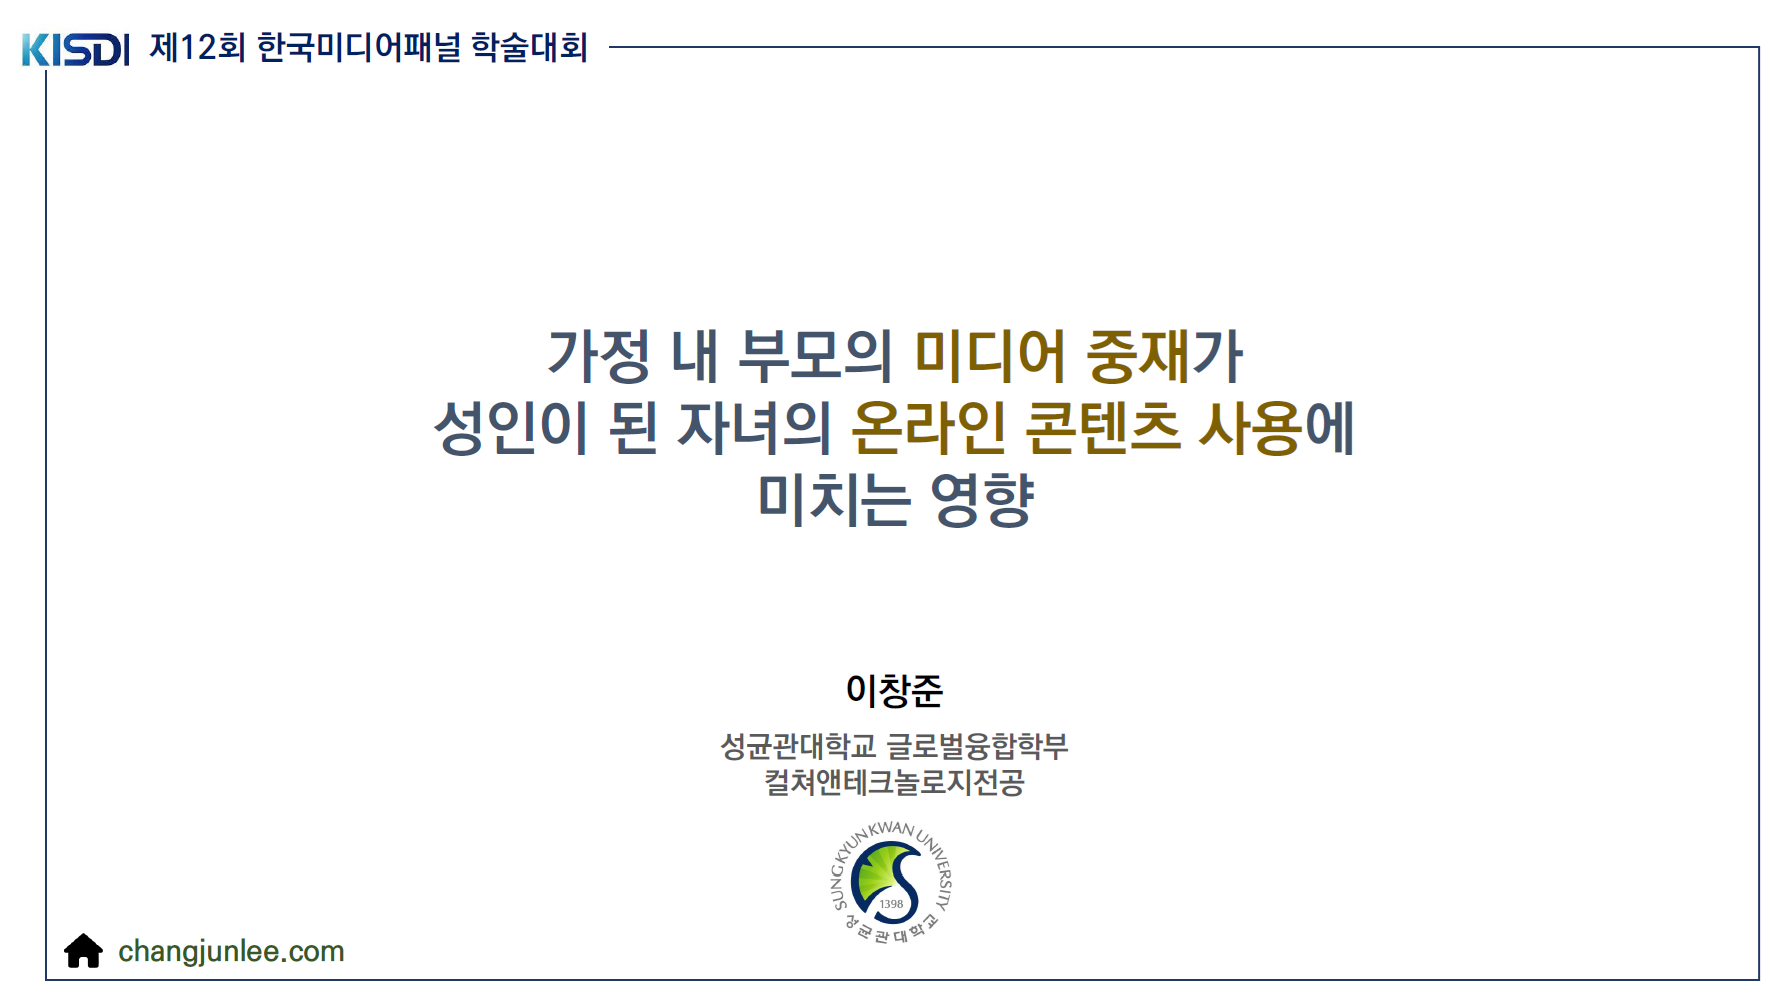 KISDI 제12회 한국미디어패널 학술대회
가정 내 부모의 미디어 중재가
성인이 된 자녀의 온라인 콘텐츠 사용에
미치는 영향
이창준
성균관대학교 글로벌융합학부
컬쳐앤테크놀로지전공
SUNGKYUNKWAN UNIVERSITY
1398
성균관대학교
changjunlee.com